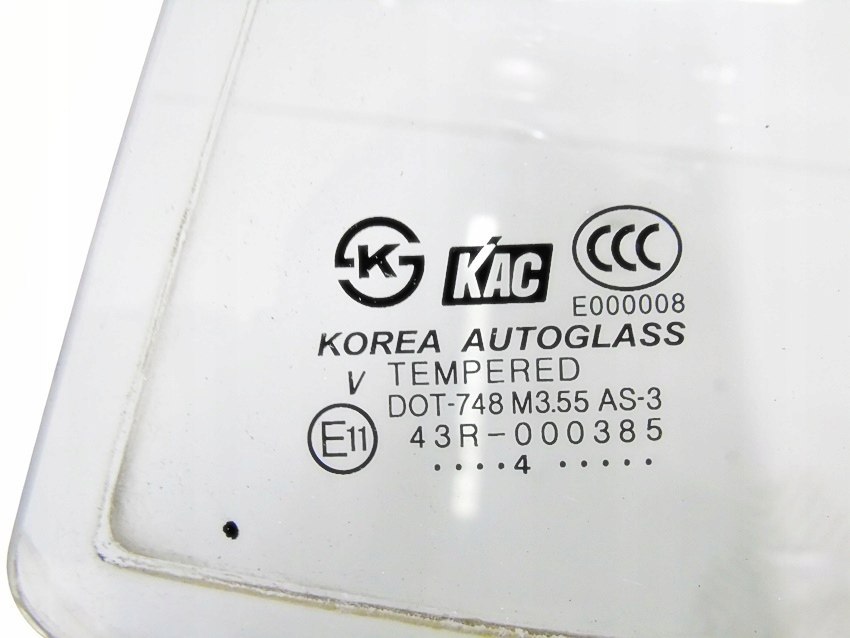 K KAC CCC
E000008
KOREA AUTOGLASS
V TEMPERED
DOT-748 M3.55 AS-3
E11 43R-000385
····4 ·····